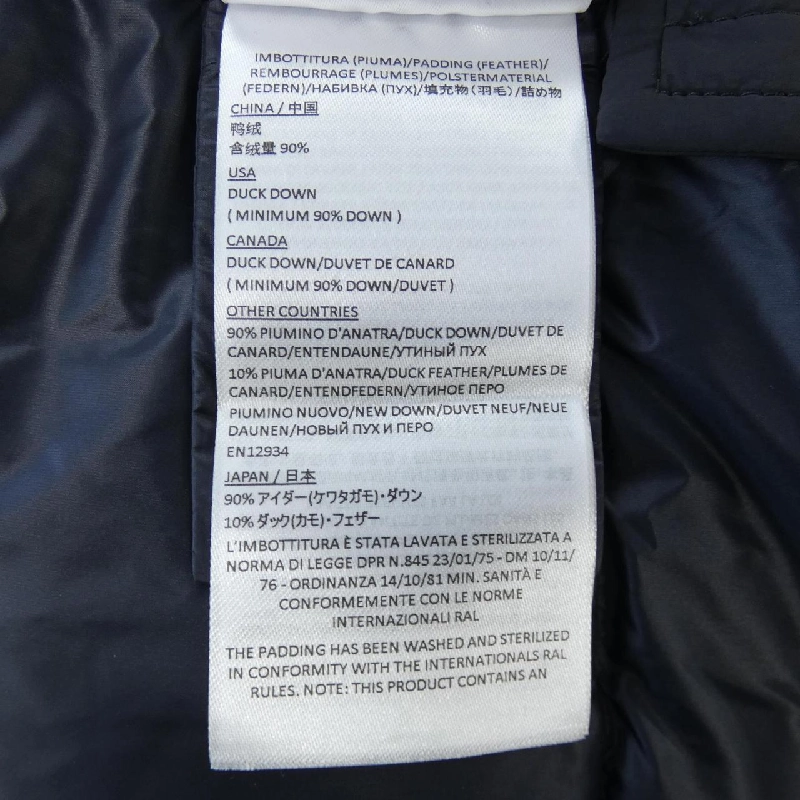 IMBOTTITURA (PIUMA)/PADDING (FEATHER)/
REMBOURRAGE (PLUMES)/POLSTERMATERIAL
(FEDERN)/НАБИВКА (ПУХ)/填充物(羽毛)/詰め物
CHINA / 中国
鸭绒
含绒量 90%
USA
DUCK DOWN
( MINIMUM 90% DOWN )
CANADA
DUCK DOWN/DUVET DE CANARD
( MINIMUM 90% DOWN/DUVET )
OTHER COUNTRIES
90% PIUMINO D'ANATRA/DUCK DOWN/DUVET DE
CANARD/ENTENDAUNE/УТИНЫЙ ПУХ
10% PIUMA D'ANATRA/DUCK FEATHER/PLUMES DE
CANARD/ENTENDFEDERN/УТИНОЕ ПЕРО
PIUMINO NUOVO/NEW DOWN/DUVET NEUF/NEUE
DAUNEN/НОВЫЙ ПУХ И ПЕРО
EN12934
JAPAN / 日本
90% アイダー(ケワタガモ)・ダウン
10% ダック(カモ)・フェザー
L'IMBOTTITURA È STATA LAVATA E STERILIZZATA A
NORMA DI LEGGE DPR N.845 23/01/75 - DM 10/11/
76 - ORDINANZA 14/10/81 MIN. SANITÀ E
CONFORMEMENTE CON LE NORME
INTERNAZIONALI RAL
THE PADDING HAS BEEN WASHED AND STERILIZED
IN CONFORMITY WITH THE INTERNATIONALS RAL
RULES. NOTE: THIS PRODUCT CONTAINS AN